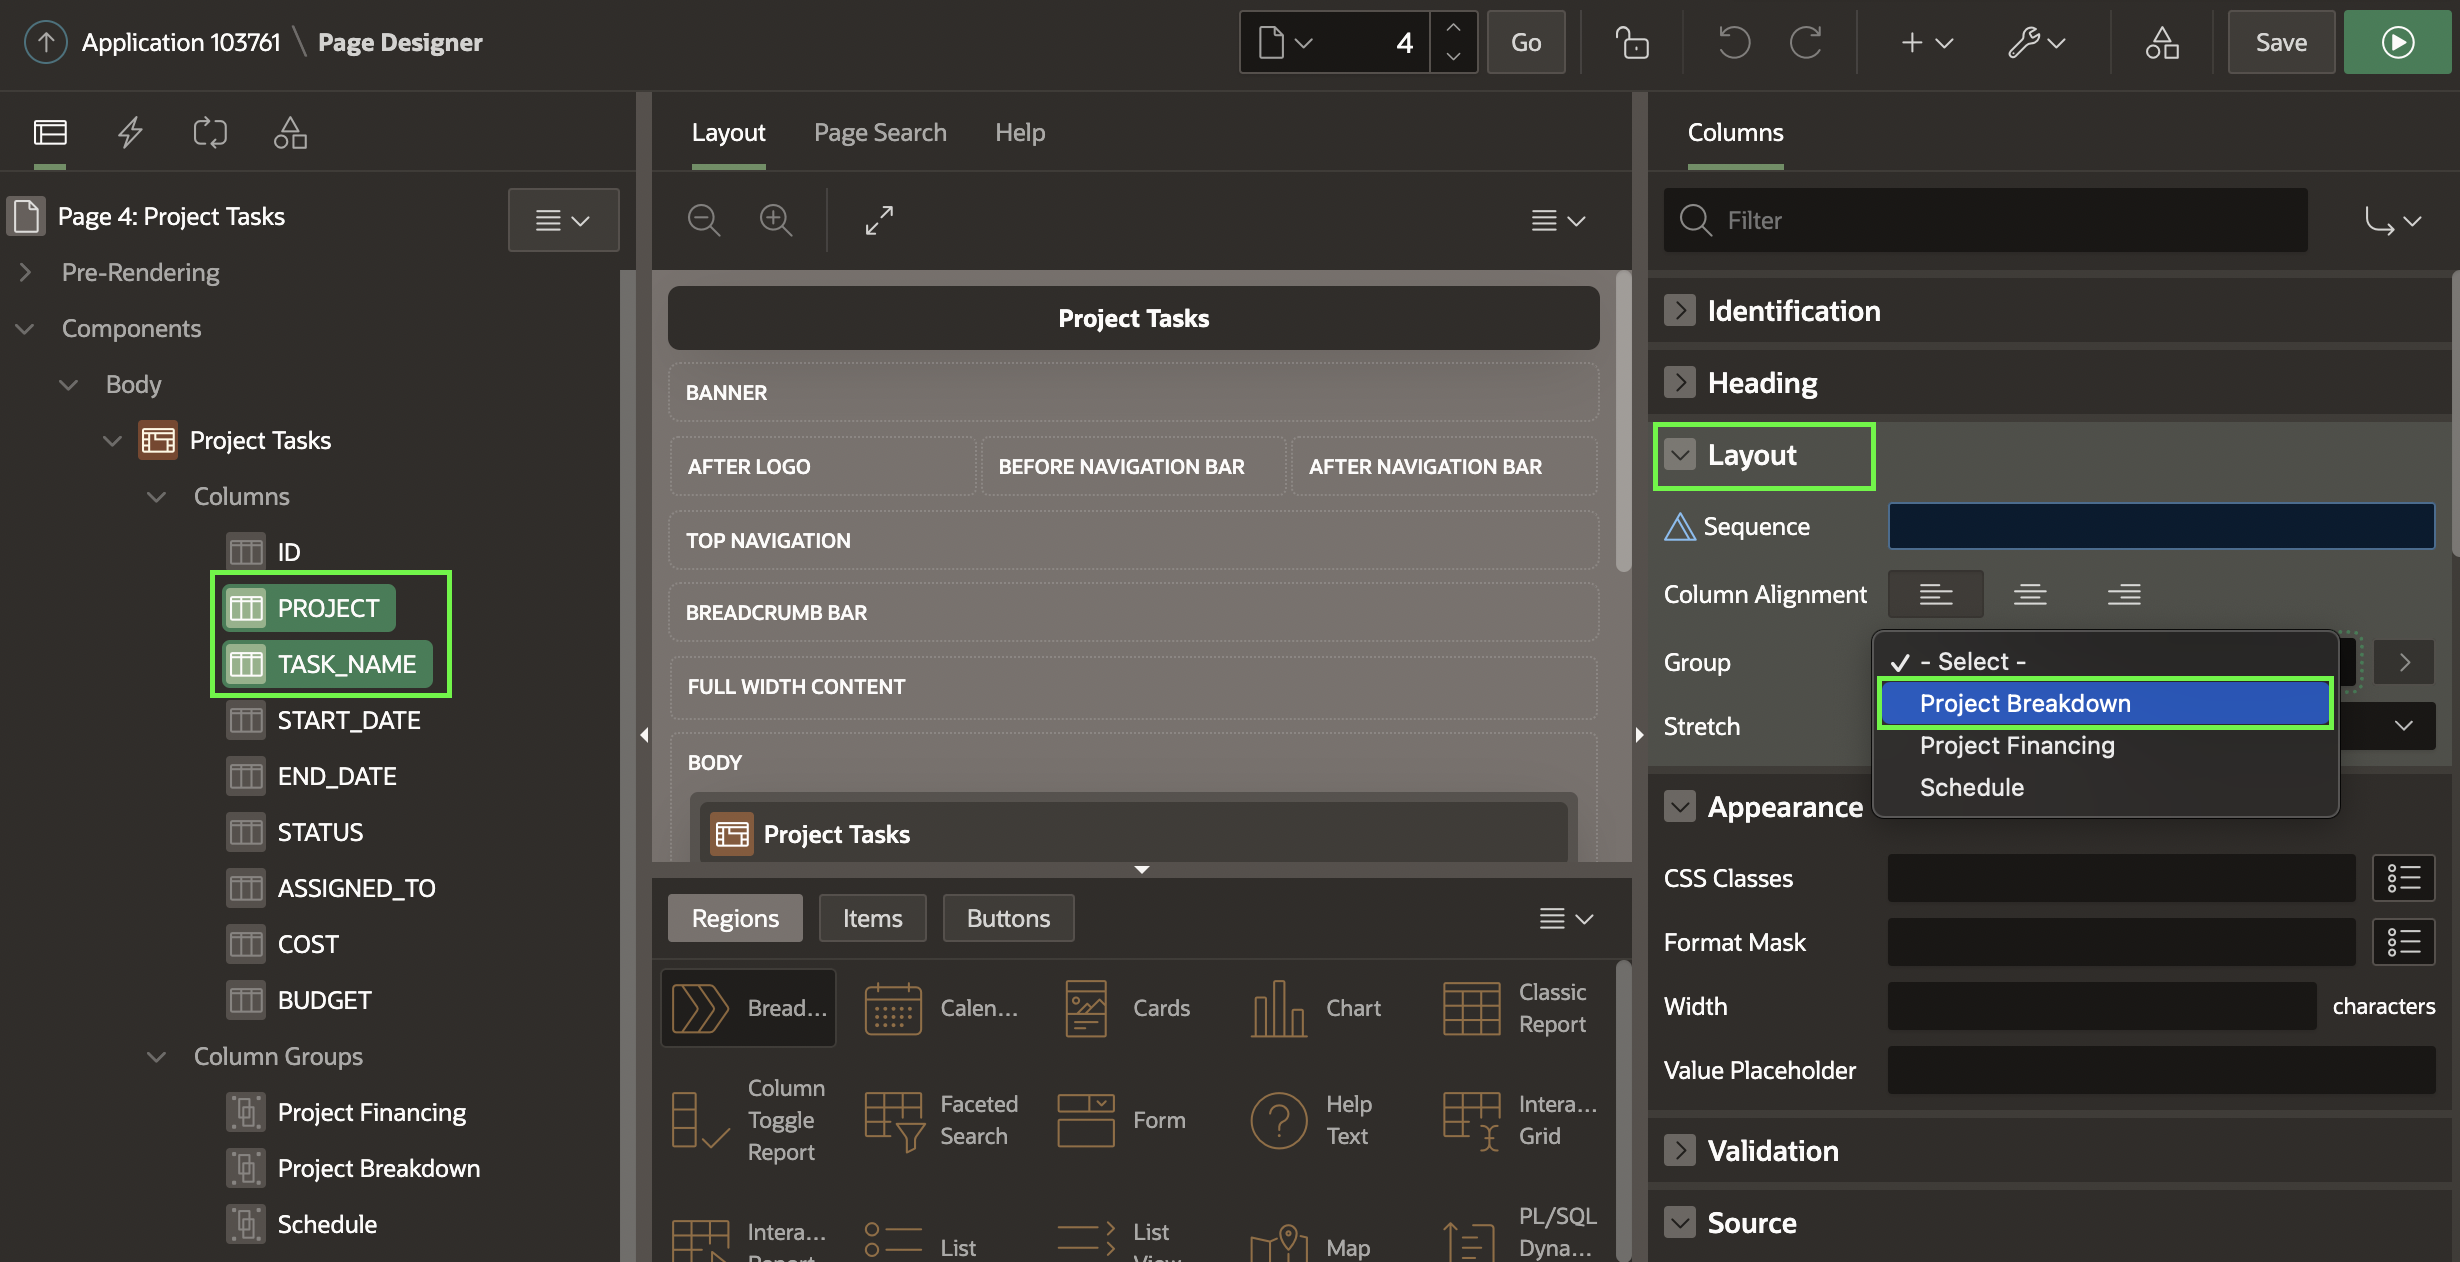 Application 103761 \ Page Designer
4
Go
Save
Page 4: Project Tasks
Pre-Rendering
Components
Body
Project Tasks
Columns
ID
PROJECT
TASK_NAME
START_DATE
END_DATE
STATUS
ASSIGNED_TO
COST
BUDGET
Column Groups
Project Financing
Project Breakdown
Schedule
Layout Page Search Help
Project Tasks
BANNER
AFTER LOGO BEFORE NAVIGATION BAR AFTER NAVIGATION BAR
TOP NAVIGATION
BREADCRUMB BAR
FULL WIDTH CONTENT
BODY
Project Tasks
Regions Items Buttons
Bread...
Calen...
Cards
Chart
Classic
Report
Column
Toggle
Report
Faceted
Search
Form
Help
Text
Intera...
Grid
Intera...
Report
List
List
View
Map
PL/SQL
Dyna...
Columns
Filter
Identification
Heading
Layout
Sequence
Column Alignment
Group
- Select -
Project Breakdown
Project Financing
Schedule
Stretch
Appearance
CSS Classes
Format Mask
Width characters
Value Placeholder
Validation
Source